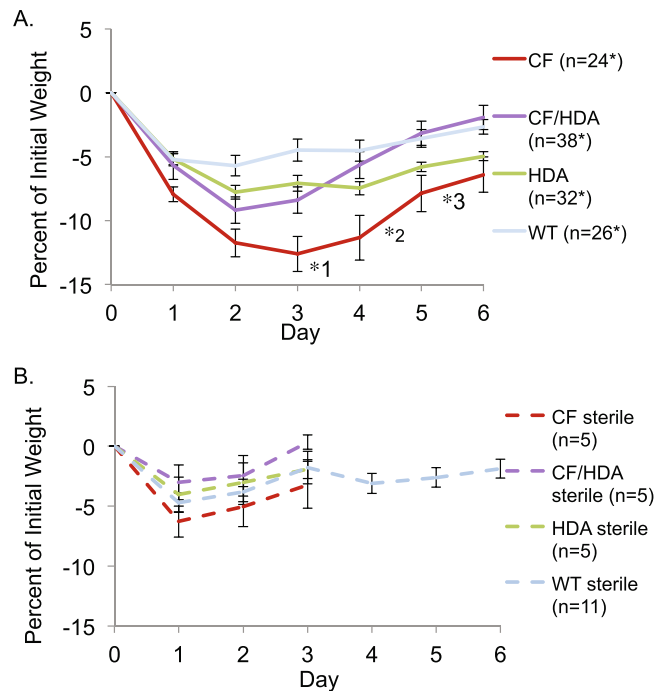 A.
Percent of Initial Weight
5
0
-5
-10
-15
*1
*2
*3
0 1 2 3 4 5 6
Day
CF (n=24*)
CF/HDA
(n=38*)
HDA
(n=32*)
WT (n=26*)
B.
Percent of Initial Weight
5
0
-5
-10
-15
0 1 2 3 4 5 6
Day
CF sterile
(n=5)
CF/HDA
sterile (n=5)
HDA sterile
(n=5)
WT sterile
(n=11)